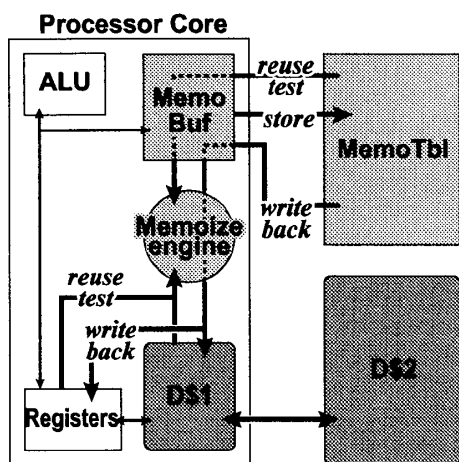 Processor Core
ALU
Memo
Buf
reuse
test
store
MemoTbl
write
back
Memoize
engine
reuse
test
write
back
Registers
D$1
D$2